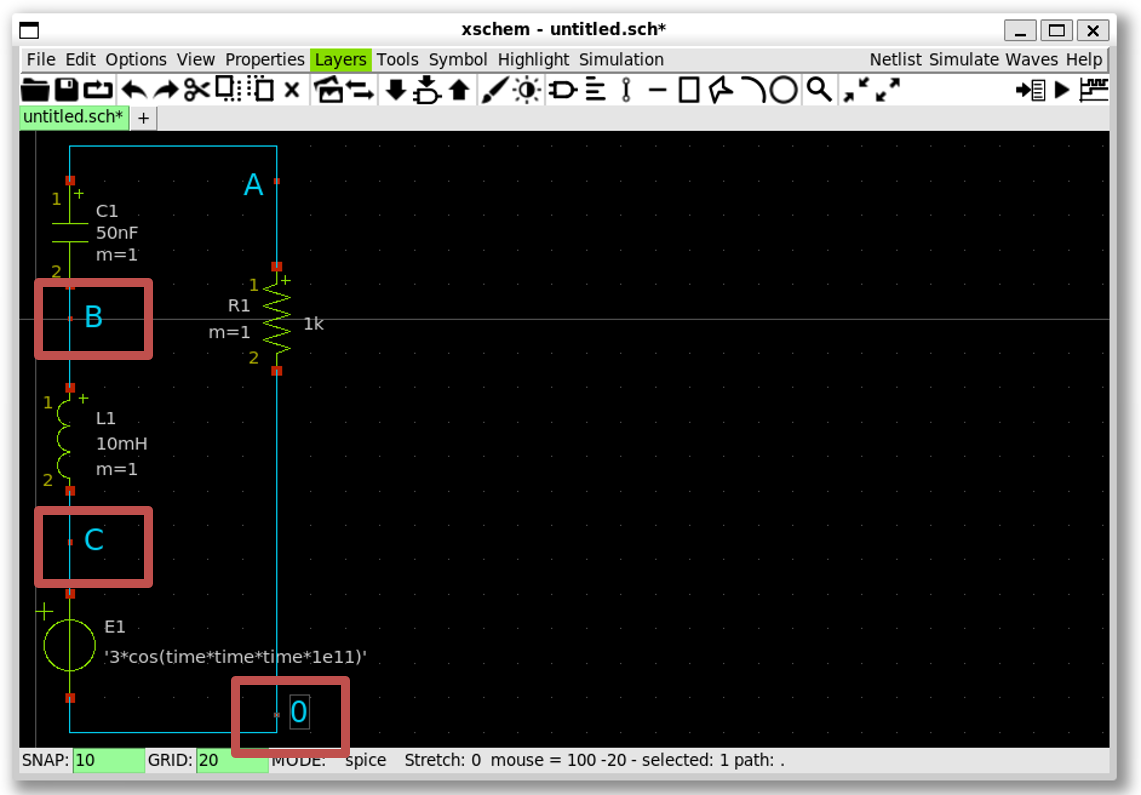 xschem - untitled.sch*
File Edit Options View Properties Layers Tools Symbol Highlight Simulation Netlist Simulate Waves Help
untitled.sch* +
A
1 +
C1
50nF
m=1
2
B
1 +
R1
m=1
1k
2
1 +
L1
10mH
m=1
2
C
+
E1
'3*cos(time*time*time*1e11)'
0
SNAP: 10 GRID: 20 MODE: spice Stretch: 0 mouse = 100 -20 - selected: 1 path: .